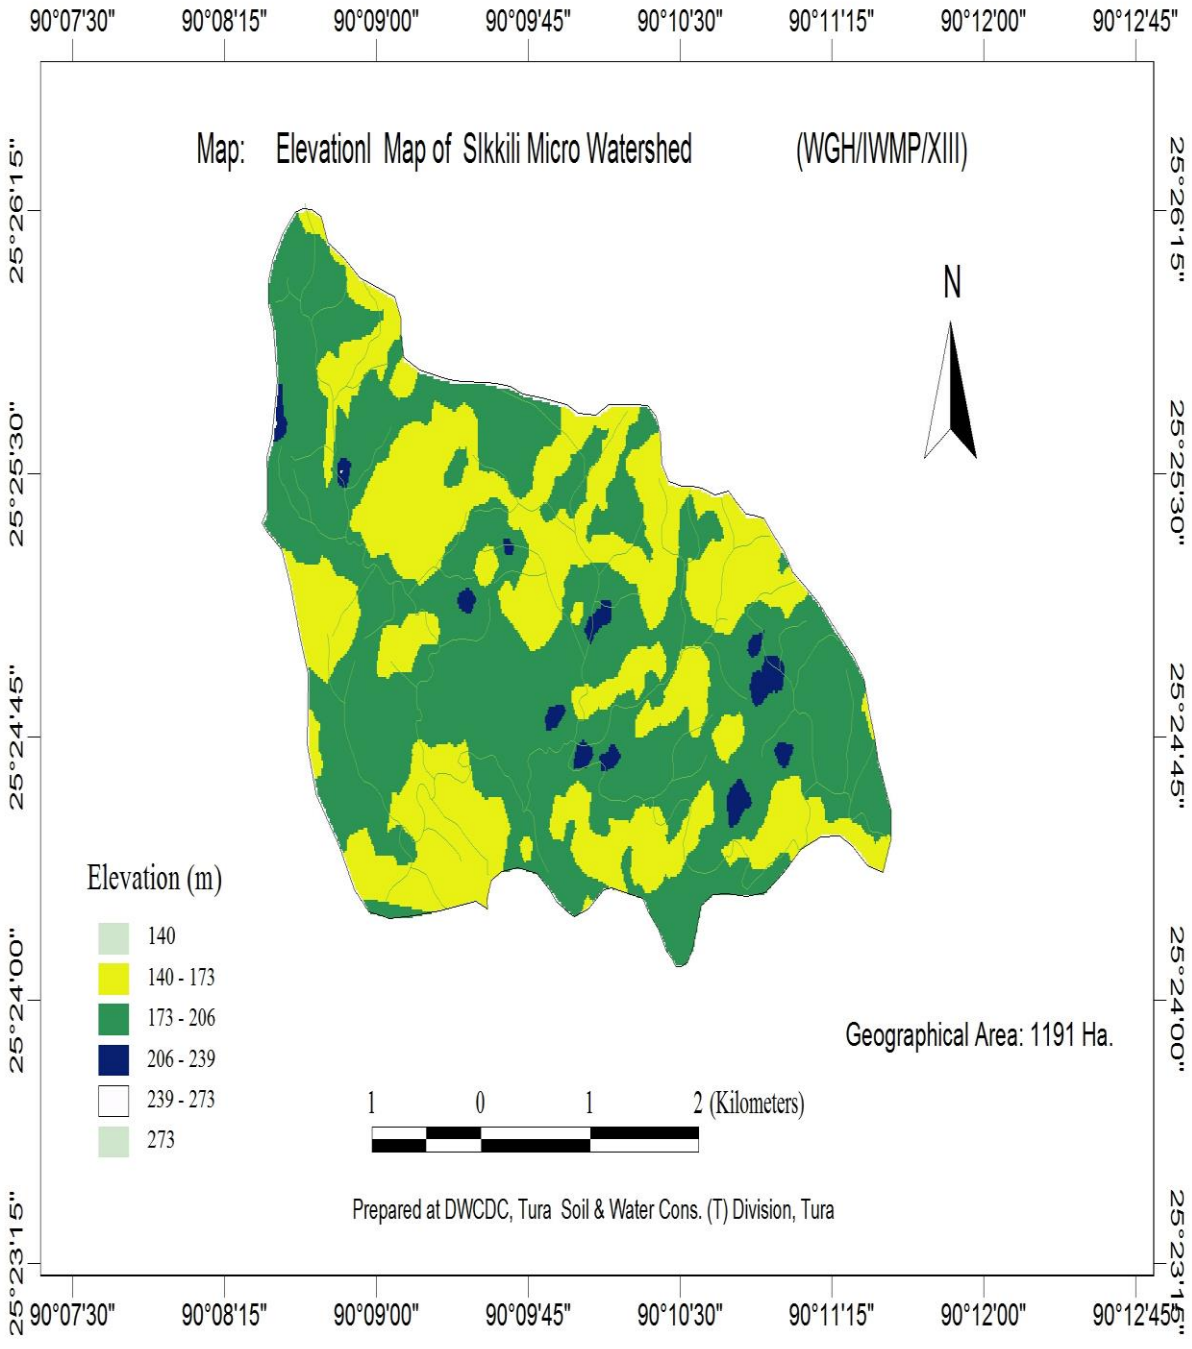 90°07'30" 90°08'15" 90°09'00" 90°09'45" 90°10'30" 90°11'15" 90°12'00" 90°12'45"
Map: Elevationl Map of SIkkili Micro Watershed (WGH/IWMP/XIII)
25°26'15" 25°26'15"
N
25°25'30" 25°25'30"
25°24'45" 25°24'45"
Elevation (m)
140
140 - 173
173 - 206
206 - 239
239 - 273
273
25°24'00" 25°24'00"
Geographical Area: 1191 Ha.
1 0 1 2 (Kilometers)
Prepared at DWCDC, Tura Soil & Water Cons. (T) Division, Tura
25°23'15" 25°23'15"
90°07'30" 90°08'15" 90°09'00" 90°09'45" 90°10'30" 90°11'15" 90°12'00" 90°12'45"